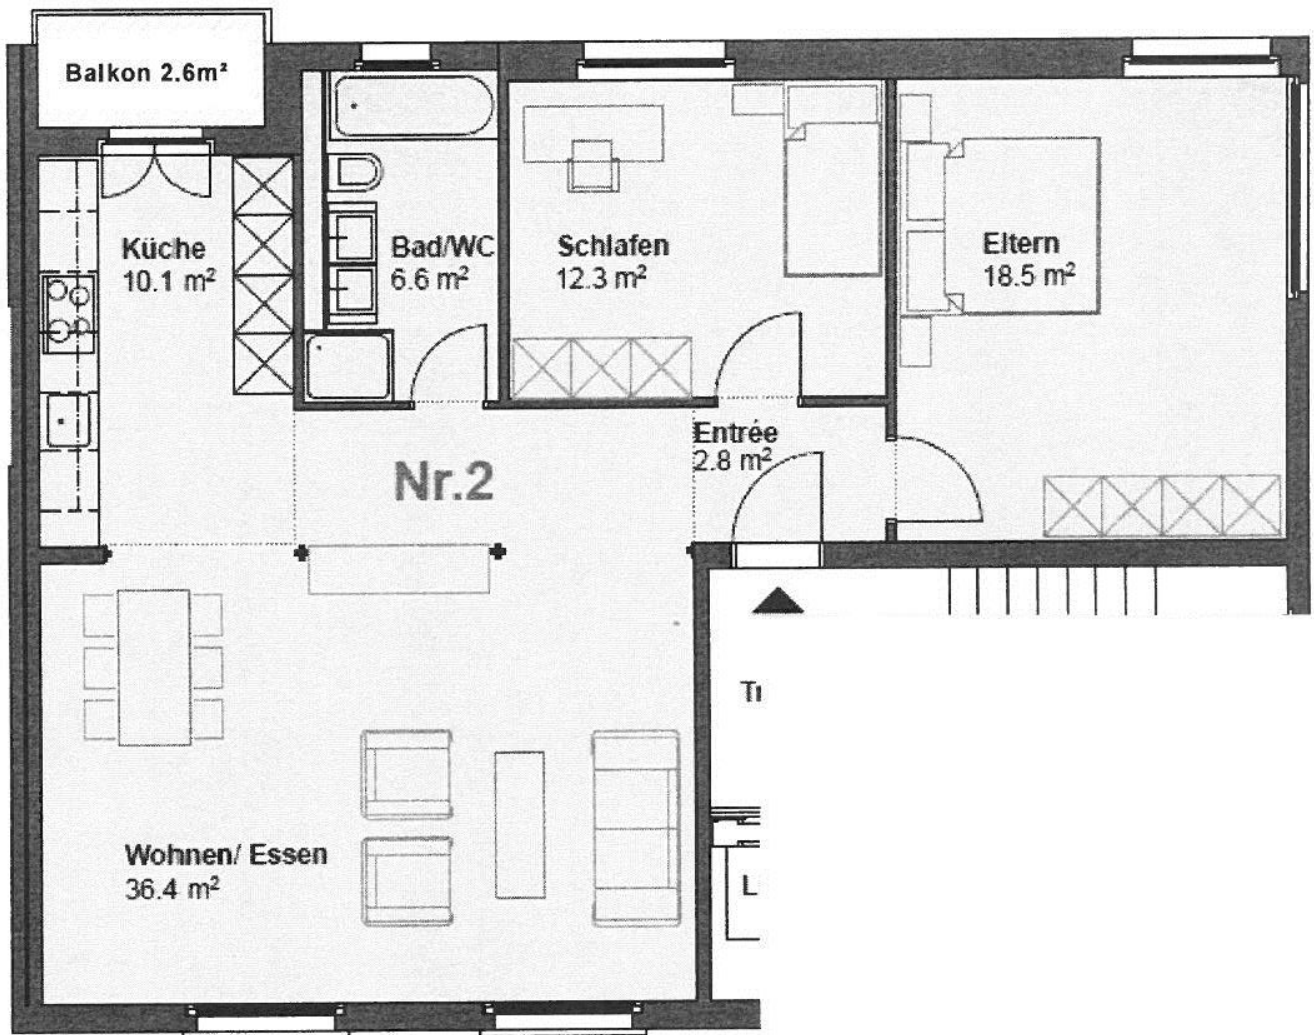 Balkon 2.6m²
Küche
10.1 m²
Bad/WC
6.6 m²
Schlafen
12.3 m²
Eltern
18.5 m²
Entrée
2.8 m²
Nr.2
Wohnen/ Essen
36.4 m²